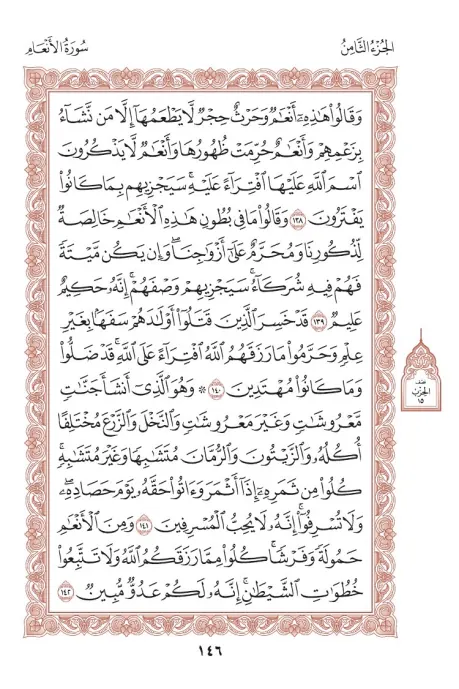 الجُزْءُ الثَّامِنُ
سُورَةُ الأَنْعَامِ
وَقَالُوا۟ هَٰذِهِۦٓ أَنْعَٰمٌ وَحَرْثٌ حِجْرٌ لَّا يَطْعَمُهَآ إِلَّا مَن نَّشَآءُ
بِزَعْمِهِمْ وَأَنْعَٰمٌ حُرِّمَتْ ظُهُورُهَا وَأَنْعَٰمٌ لَّا يَذْكُرُونَ
ٱسْمَ ٱللَّهِ عَلَيْهَا ٱفْتِرَآءً عَلَيْهِ ۚ سَيَجْزِيهِم بِمَا كَانُوا۟
يَفْتَرُونَ ١٣٨ وَقَالُوا۟ مَا فِى بُطُونِ هَٰذِهِ ٱلْأَنْعَٰمِ خَالِصَةٌ
لِّذُكُورِنَا وَمُحَرَّمٌ عَلَىٰٓ أَزْوَٰجِنَا ۖ وَإِن يَكُن مَّيْتَةً
فَهُمْ فِيهِ شُرَكَآءُ ۚ سَيَجْزِيهِمْ وَصْفَهُمْ ۚ إِنَّهُۥ حَكِيمٌ
عَلِيمٌ ١٣٩ قَدْ خَسِرَ ٱلَّذِينَ قَتَلُوٓا۟ أَوْلَٰدَهُمْ سَفَهًۢا بِغَيْرِ
عِلْمٍ وَحَرَّمُوا۟ مَا رَزَقَهُمُ ٱللَّهُ ٱفْتِرَآءً عَلَى ٱللَّهِ ۚ قَدْ ضَلُّوا۟
وَمَا كَانُوا۟ مُهْتَدِينَ ١٤٠ ۞ وَهُوَ ٱلَّذِىٓ أَنشَأَ جَنَّٰتٍ
مَّعْرُوشَٰتٍ وَغَيْرَ مَعْرُوشَٰتٍ وَٱلنَّخْلَ وَٱلزَّرْعَ مُخْتَلِفًا
أُكُلُهُۥ وَٱلزَّيْتُونَ وَٱلرُّمَّانَ مُتَشَٰبِهًا وَغَيْرَ مُتَشَٰبِهٍ ۚ
كُلُوا۟ مِن ثَمَرِهِۦٓ إِذَآ أَثْمَرَ وَءَاتُوا۟ حَقَّهُۥ يَوْمَ حَصَادِهِۦ ۖ
وَلَا تُسْرِفُوٓا۟ ۚ إِنَّهُۥ لَا يُحِبُّ ٱلْمُسْرِفِينَ ١٤١ وَمِنَ ٱلْأَنْعَٰمِ
حَمُولَةً وَفَرْشًا ۚ كُلُوا۟ مِمَّا رَزَقَكُمُ ٱللَّهُ وَلَا تَتَّبِعُوا۟
خُطُوَٰتِ ٱلشَّيْطَٰنِ ۚ إِنَّهُۥ لَكُمْ عَدُوٌّ مُّبِينٌ ١٤٢
نصف
الحزب
١٥
١٤٦